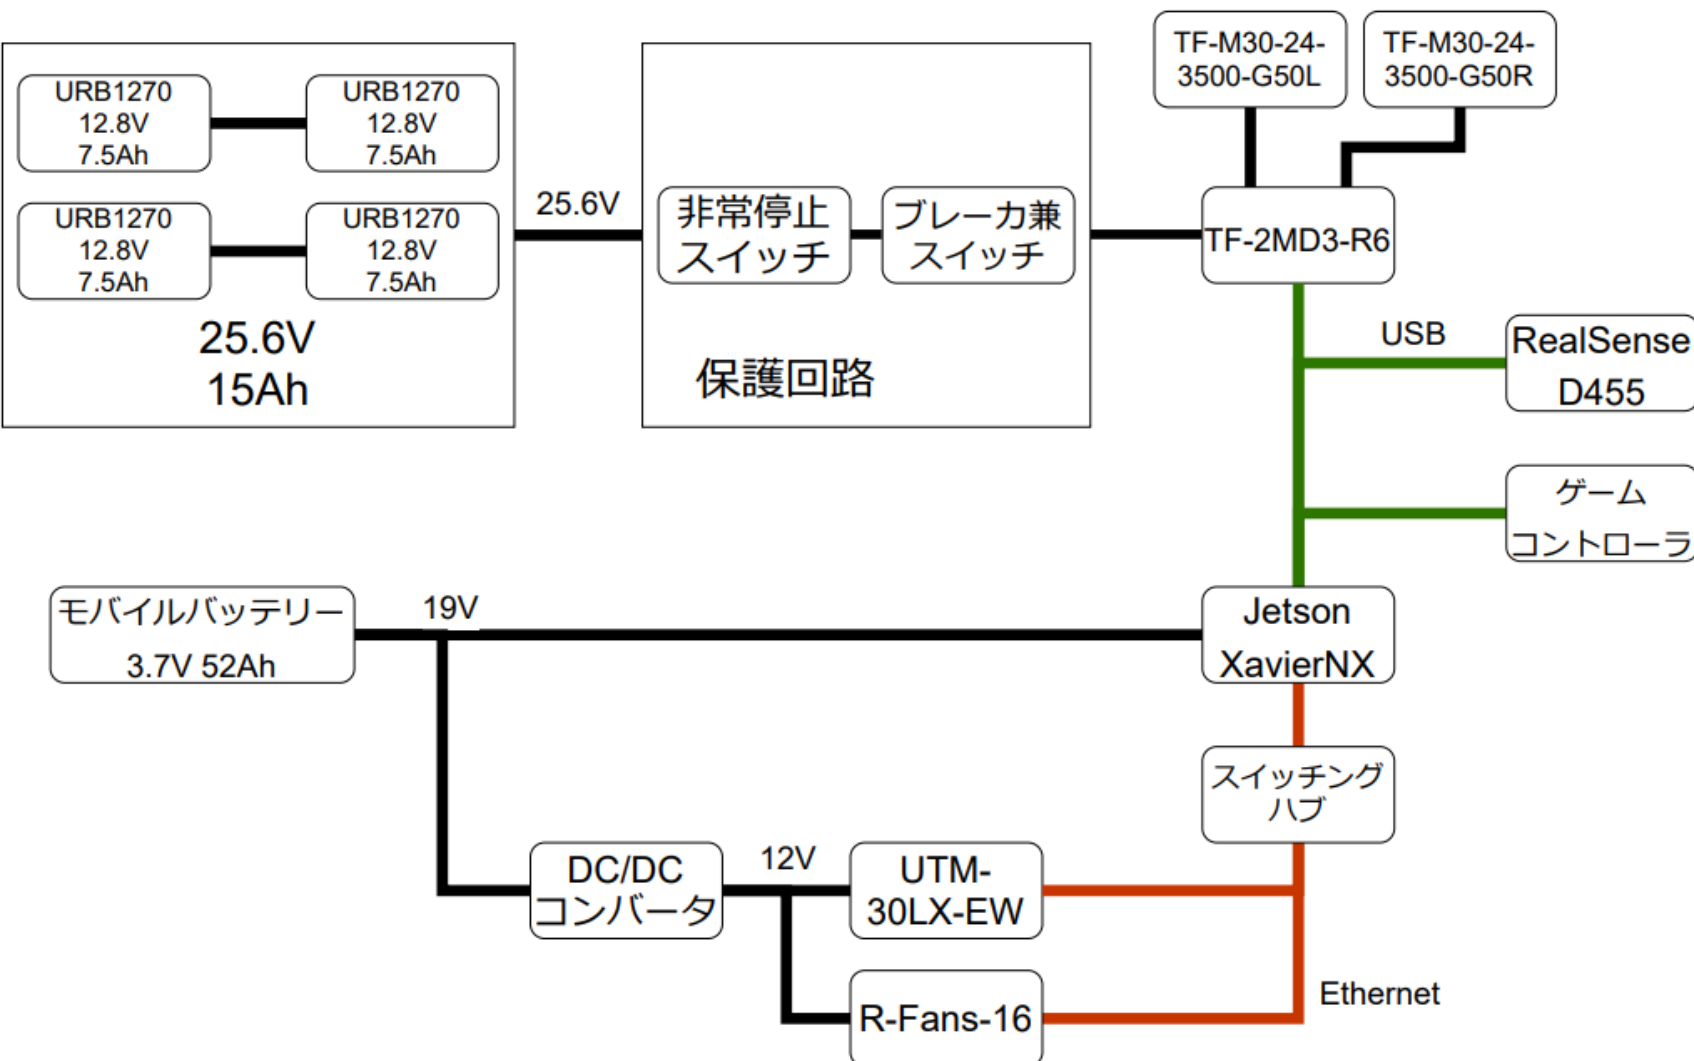 URB1270
12.8V
7.5Ah
URB1270
12.8V
7.5Ah
URB1270
12.8V
7.5Ah
URB1270
12.8V
7.5Ah
25.6V
15Ah
25.6V
非常停止
スイッチ
ブレーカ兼
スイッチ
保護回路
TF-M30-24-
3500-G50L
TF-M30-24-
3500-G50R
TF-2MD3-R6
USB
RealSense
D455
ゲーム
コントローラ
モバイルバッテリー
3.7V 52Ah
19V
Jetson
XavierNX
スイッチング
ハブ
DC/DC
コンバータ
12V
UTM-
30LX-EW
R-Fans-16
Ethernet